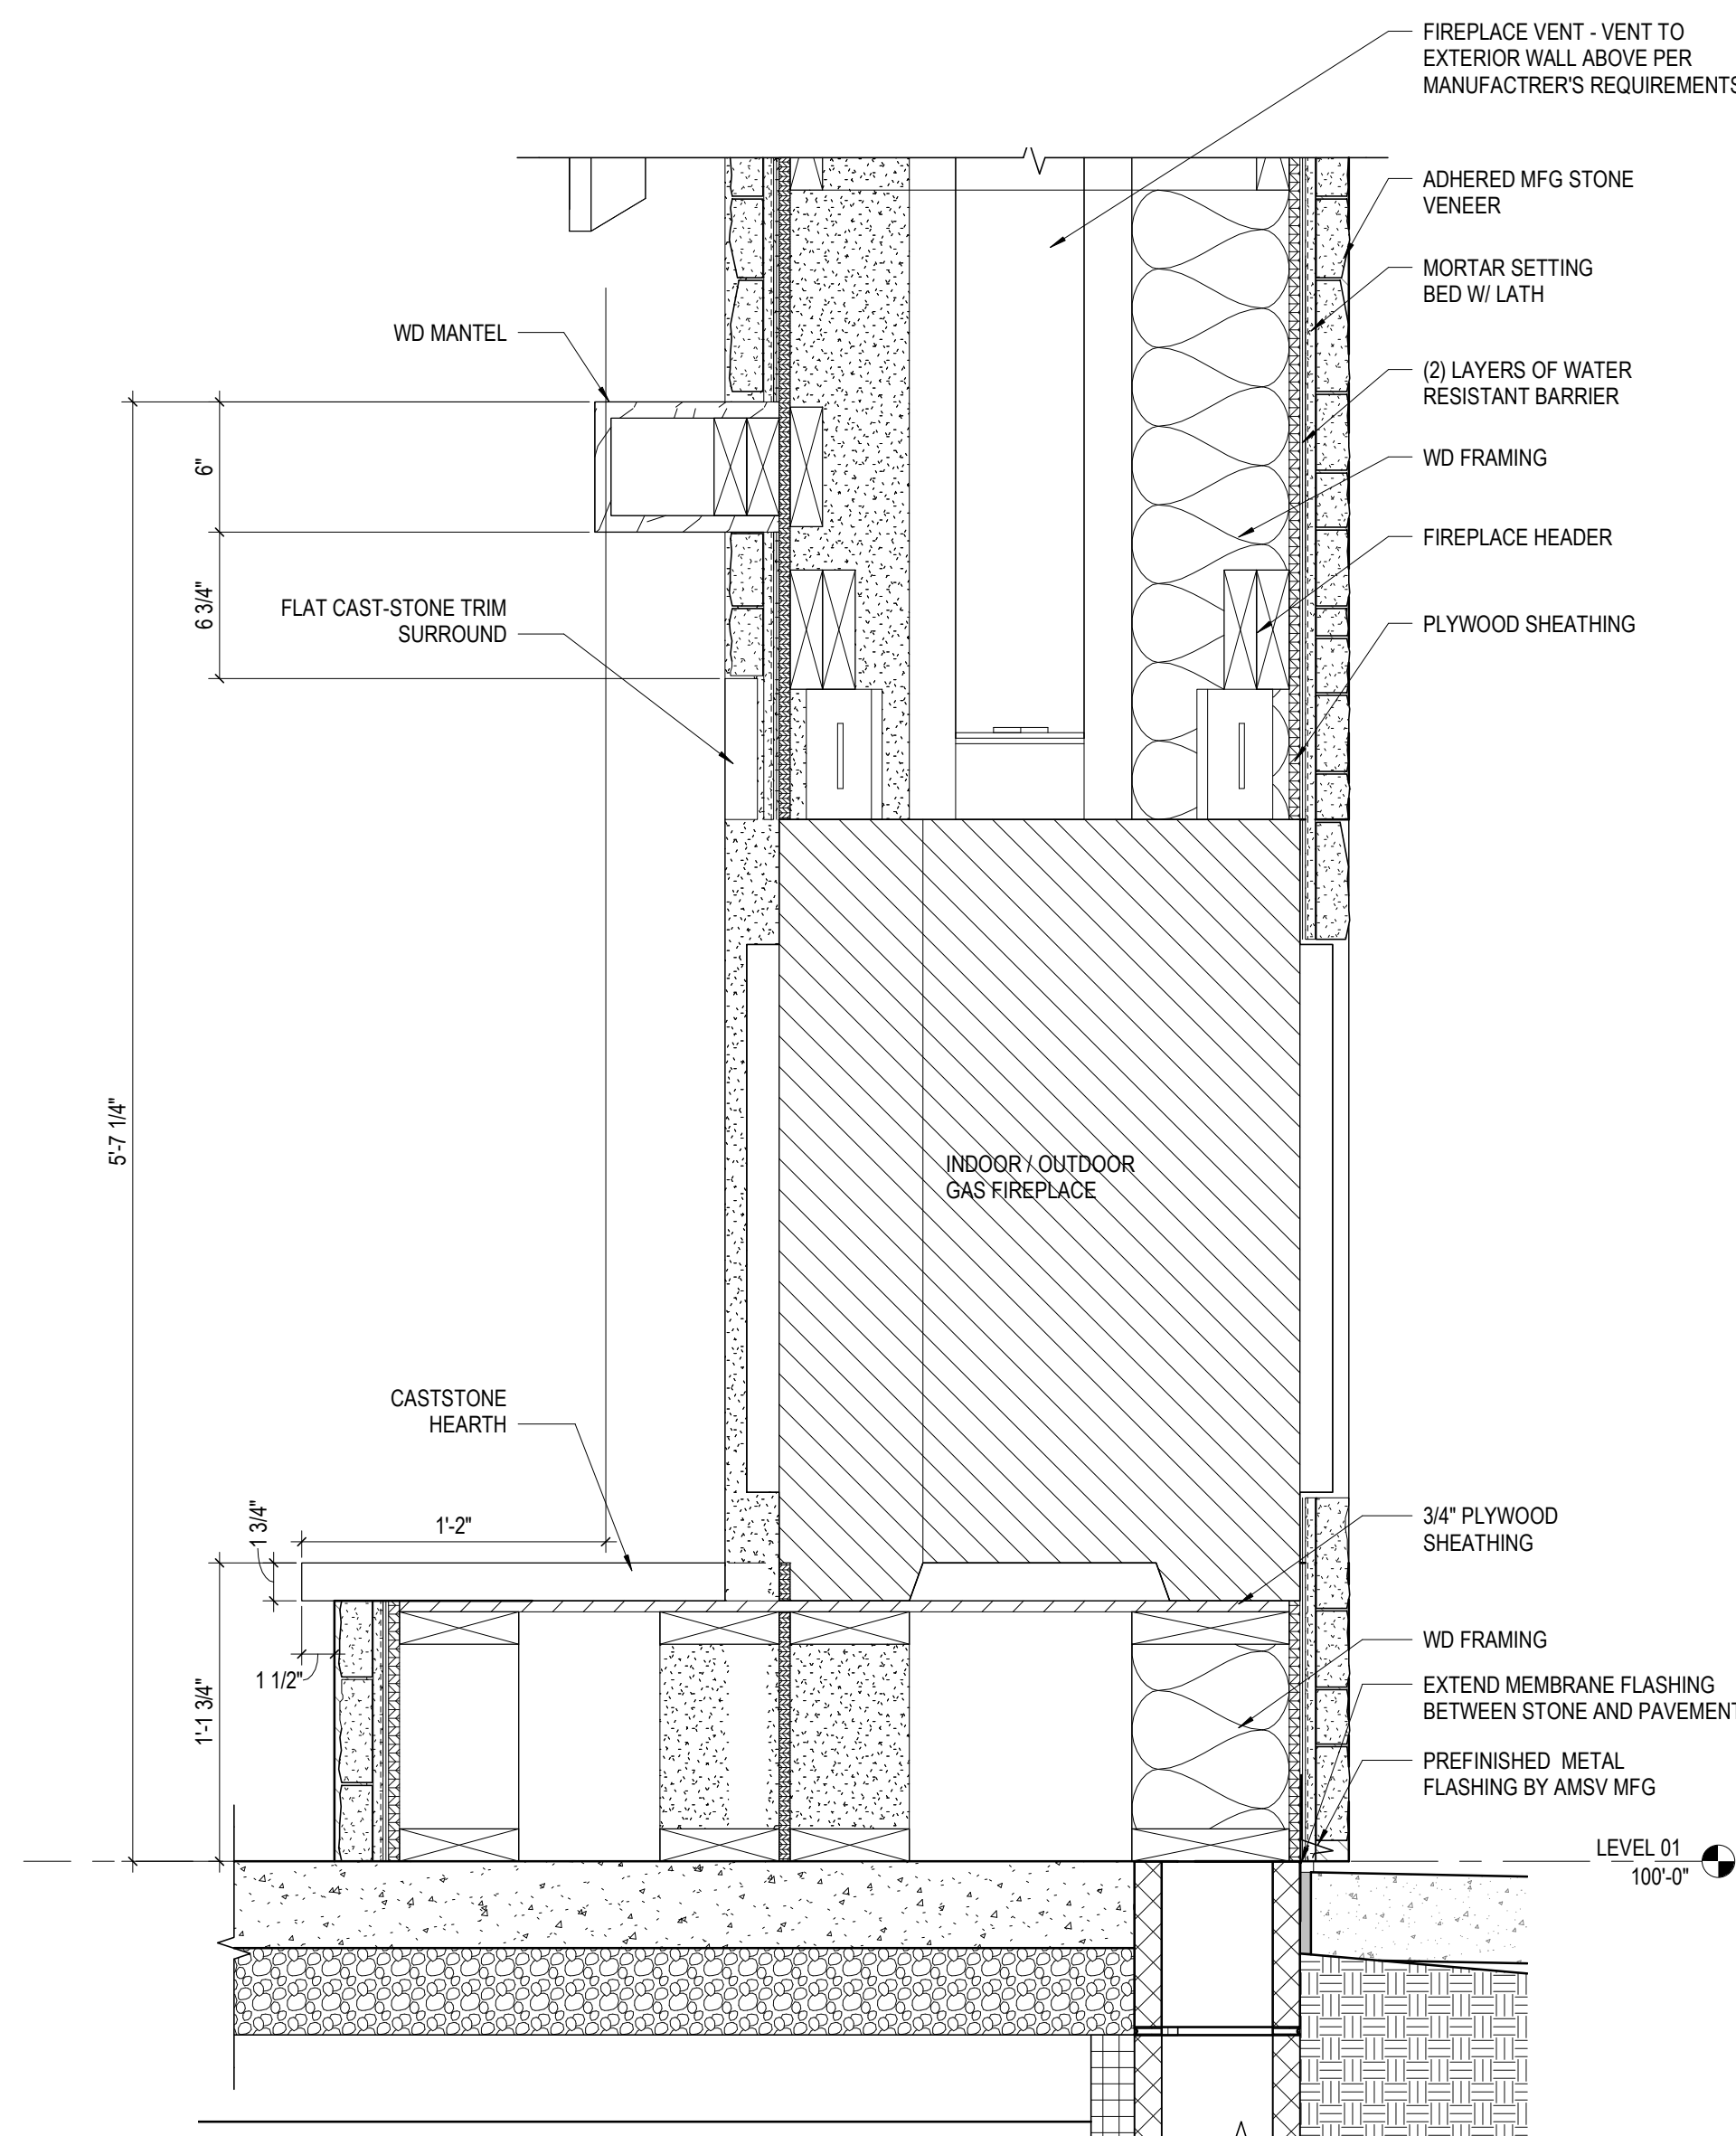 FIREPLACE VENT - VENT TO
EXTERIOR WALL ABOVE PER
MANUFACTRER'S REQUIREMENTS
ADHERED MFG STONE
VENEER
MORTAR SETTING
BED W/ LATH
WD MANTEL
(2) LAYERS OF WATER
RESISTANT BARRIER
6"
WD FRAMING
FIREPLACE HEADER
6 3/4"
FLAT CAST-STONE TRIM
SURROUND
PLYWOOD SHEATHING
5'-7 1/4"
INDOOR / OUTDOOR
GAS FIREPLACE
CASTSTONE
HEARTH
1 3/4"
1'-2"
3/4" PLYWOOD
SHEATHING
1'-1 3/4"
1 1/2"
WD FRAMING
EXTEND MEMBRANE FLASHING
BETWEEN STONE AND PAVEMENT
PREFINISHED METAL
FLASHING BY AMSV MFG
LEVEL 01
100'-0"